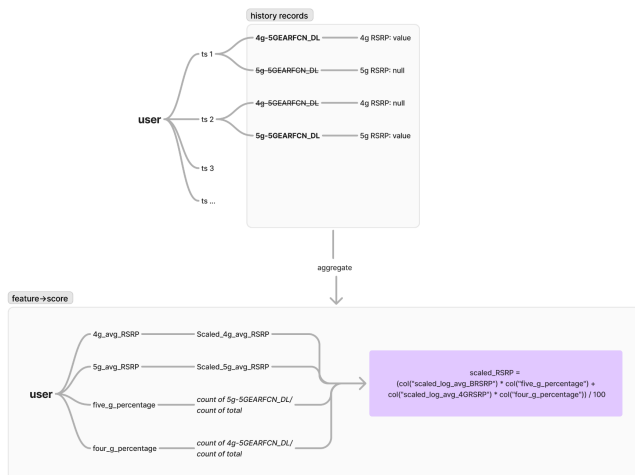 history records
4g-5GEARFCN_DL
4g RSRP: value
ts 1
5g-5GEARFCN_DL
5g RSRP: null
4g-5GEARFCN_DL
4g RSRP: null
user
ts 2
5g-5GEARFCN_DL
5g RSRP: value
ts 3
ts ...
aggregate
feature→score
4g_avg_RSRP
Scaled_4g_avg_RSRP
5g_avg_RSRP
Scaled_5g_avg_RSRP
user
five_g_percentage
count of 5g-5GEARFCN_DL/
count of total
four_g_percentage
count of 4g-5GEARFCN_DL/
count of total
scaled_RSRP =
(col("scaled_log_avg_BRSRP") * col("five_g_percentage") +
col("scaled_log_avg_4GRSRP") * col("four_g_percentage")) / 100